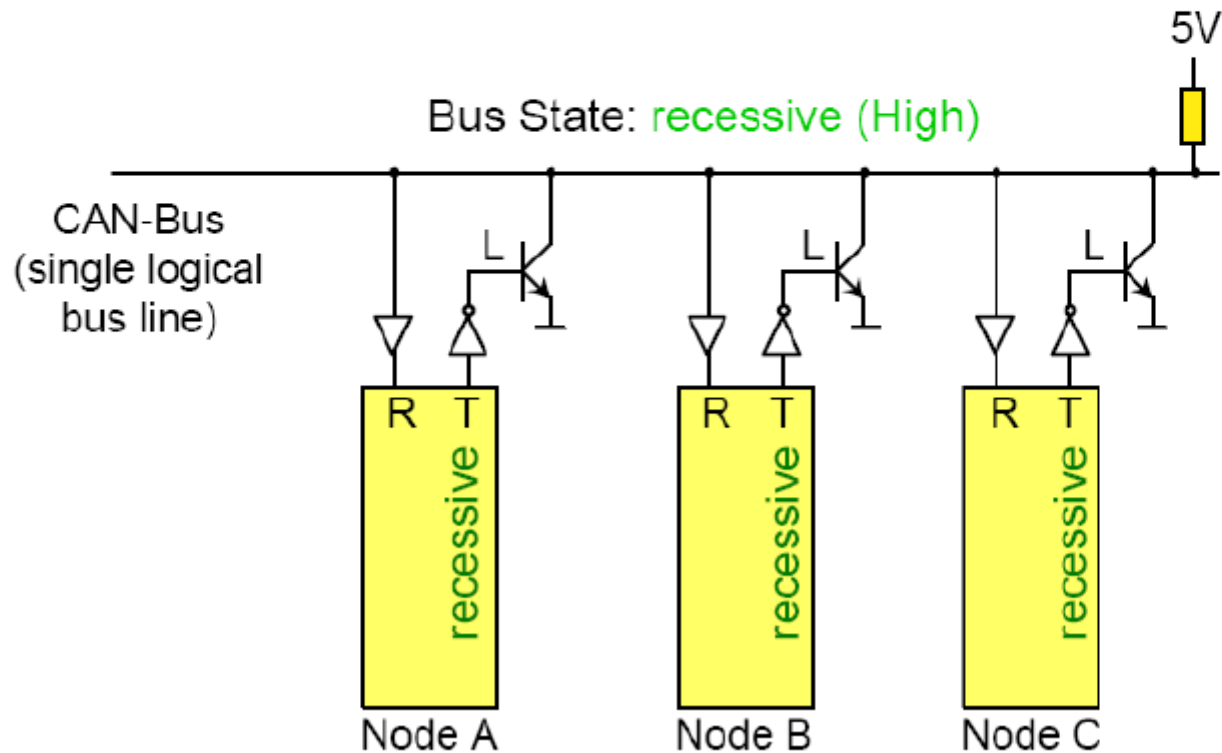 5V
Bus State: recessive (High)
CAN-Bus
(single logical
bus line)
L
L
L
R T
R T
R T
recessive
recessive
recessive
Node A
Node B
Node C